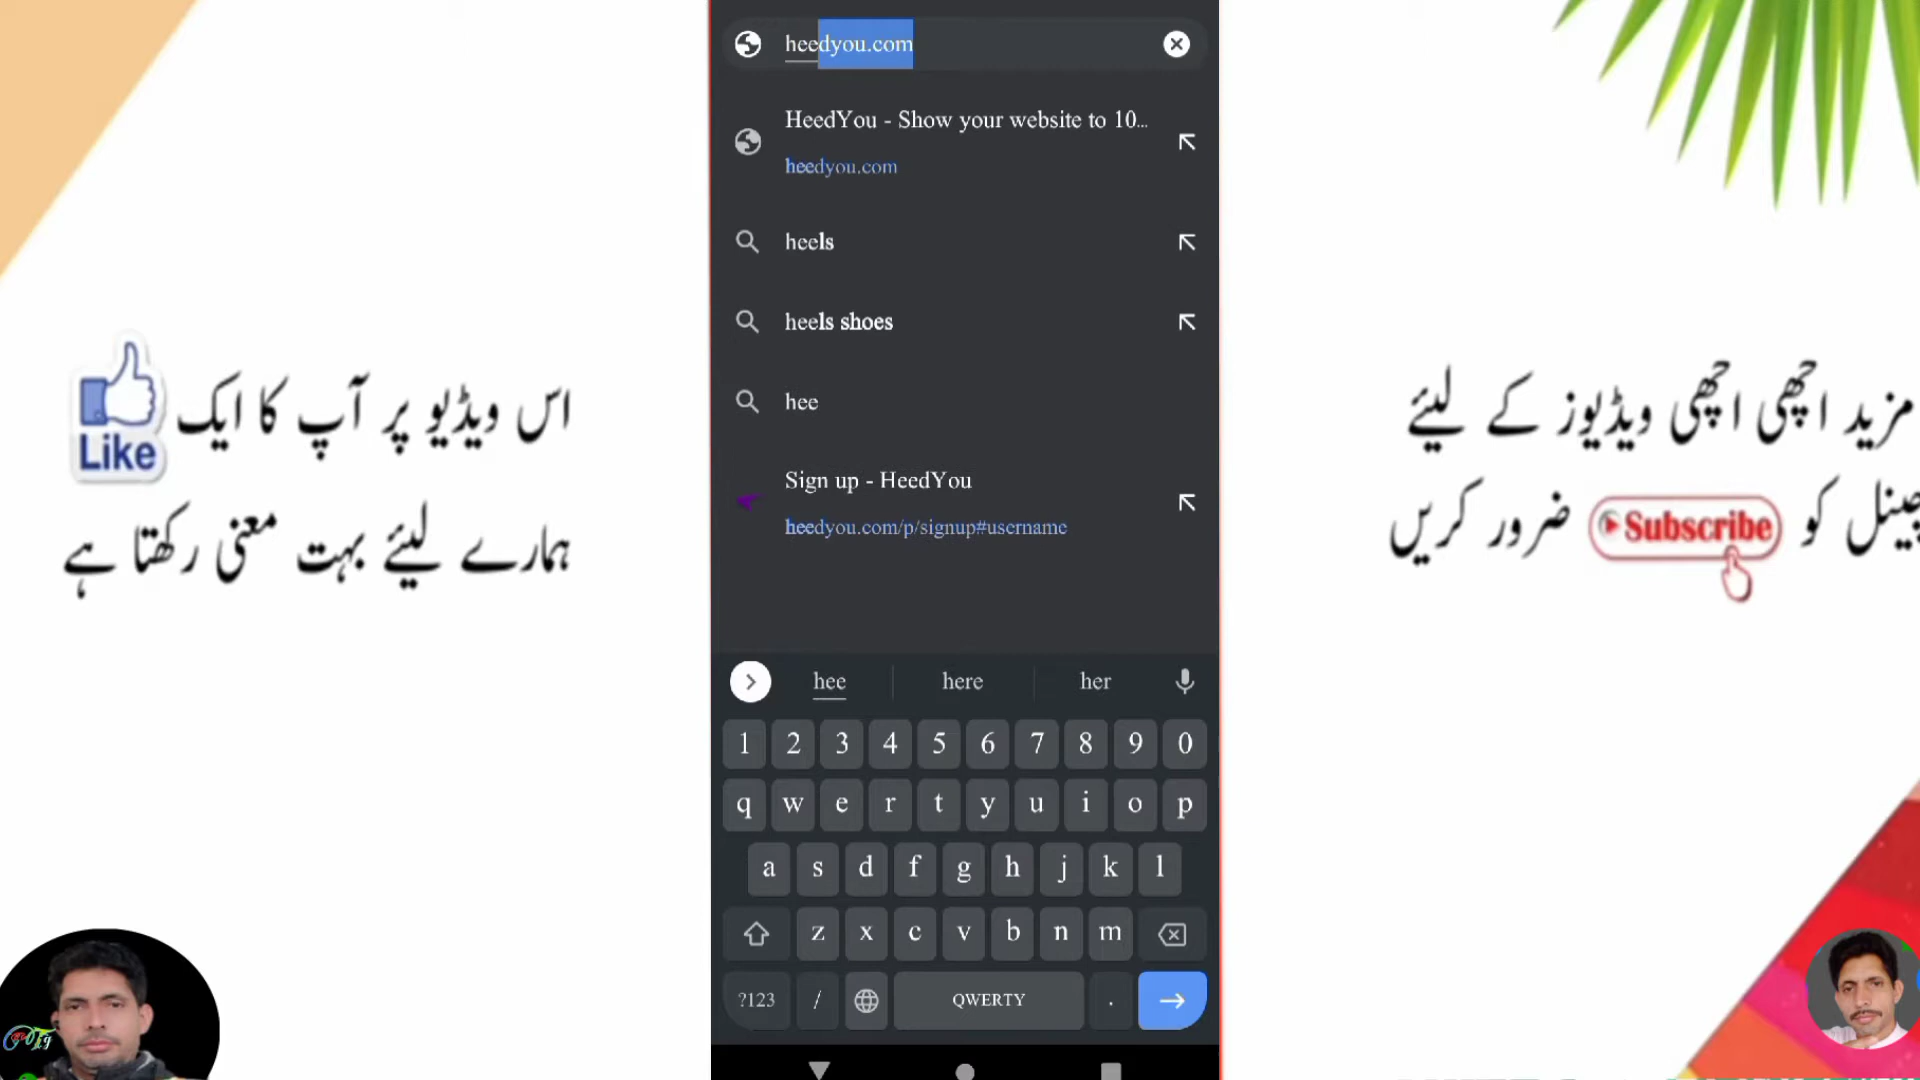 heedyou.com
HeedYou - Show your website to 10...
heedyou.com
heels
heels shoes
hee
Sign up - HeedYou
heedyou.com/p/signup#username
hee here her
1 2 3 4 5 6 7 8 9 0
q w e r t y u i o p
a s d f g h j k l
z x c v b n m
?123 / QWERTY .
اس ویڈیو پر آپ کا ایک Like
ہمارے لیئے بہت معنی رکھتا ہے
مزید اچھی اچھی ویڈیوز کے لیئے
چینل کو Subscribe ضرور کریں